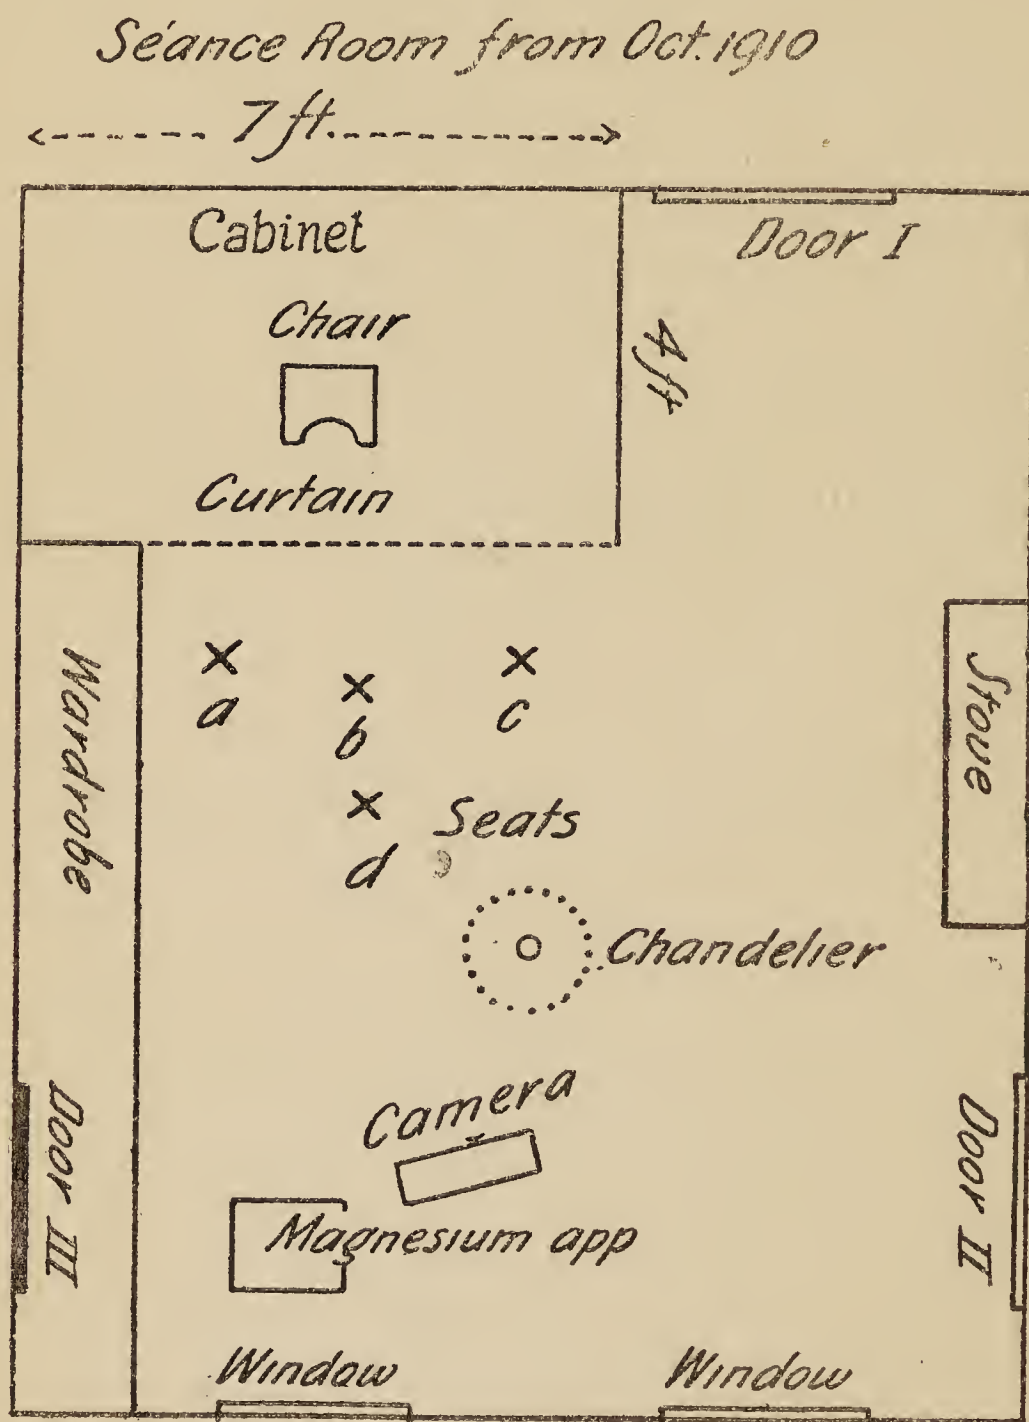 Séance Room from Oct. 1910
7 ft.
Cabinet
Door I
Chair
4 ft
Curtain
Wardrobe
Stove
a
b
c
Seats
d
Chandelier
Camera
Door III
Door II
Magnesium app
Window
Window